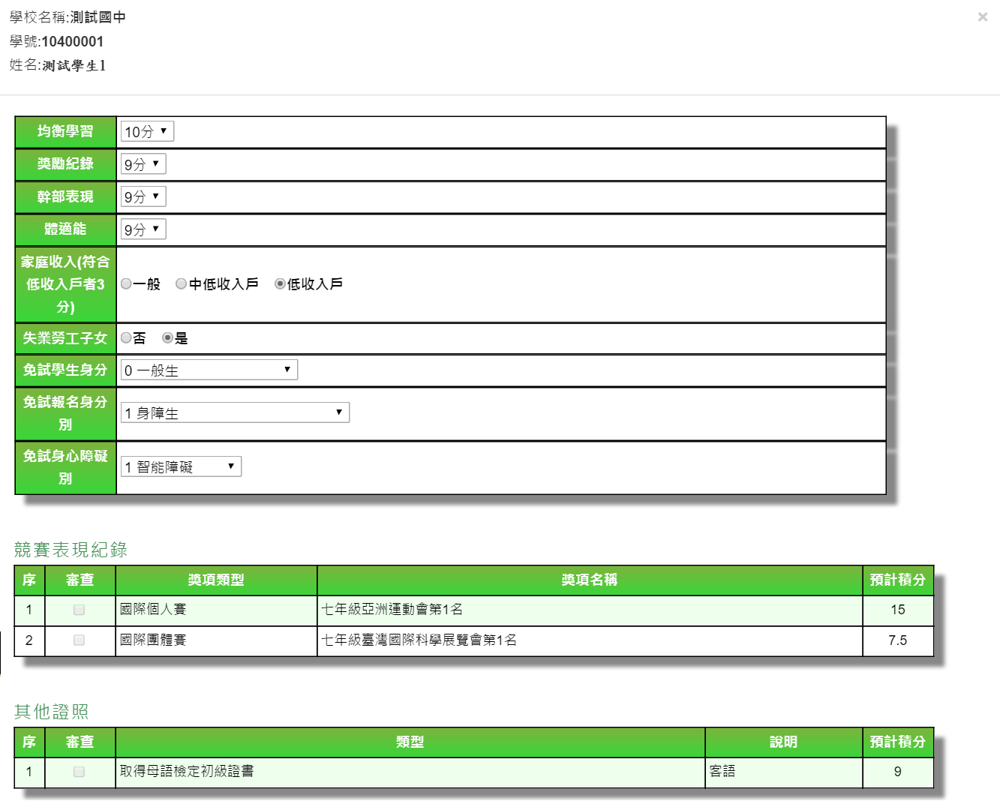 學校名稱:測試國中
×
學號:10400001
姓名:測試學生1
均衡學習 10分
獎勵紀錄 9分
幹部表現 9分
體適能 9分
家庭收入(符合
低收入戶者3
分)
一般 中低收入戶 低收入戶
失業勞工子女 否 是
免試學生身分 0 一般生
免試報名身分
別
1 身障生
免試身心障礙
別
1 智能障礙
競賽表現紀錄
序 審查 獎項類型 獎項名稱 預計積分
1 國際個人賽 七年級亞洲運動會第1名 15
2 國際團體賽 七年級臺灣國際科學展覽會第1名 7.5
其他證照
序 審查 類型 說明 預計積分
1 取得母語檢定初級證書 客語 9